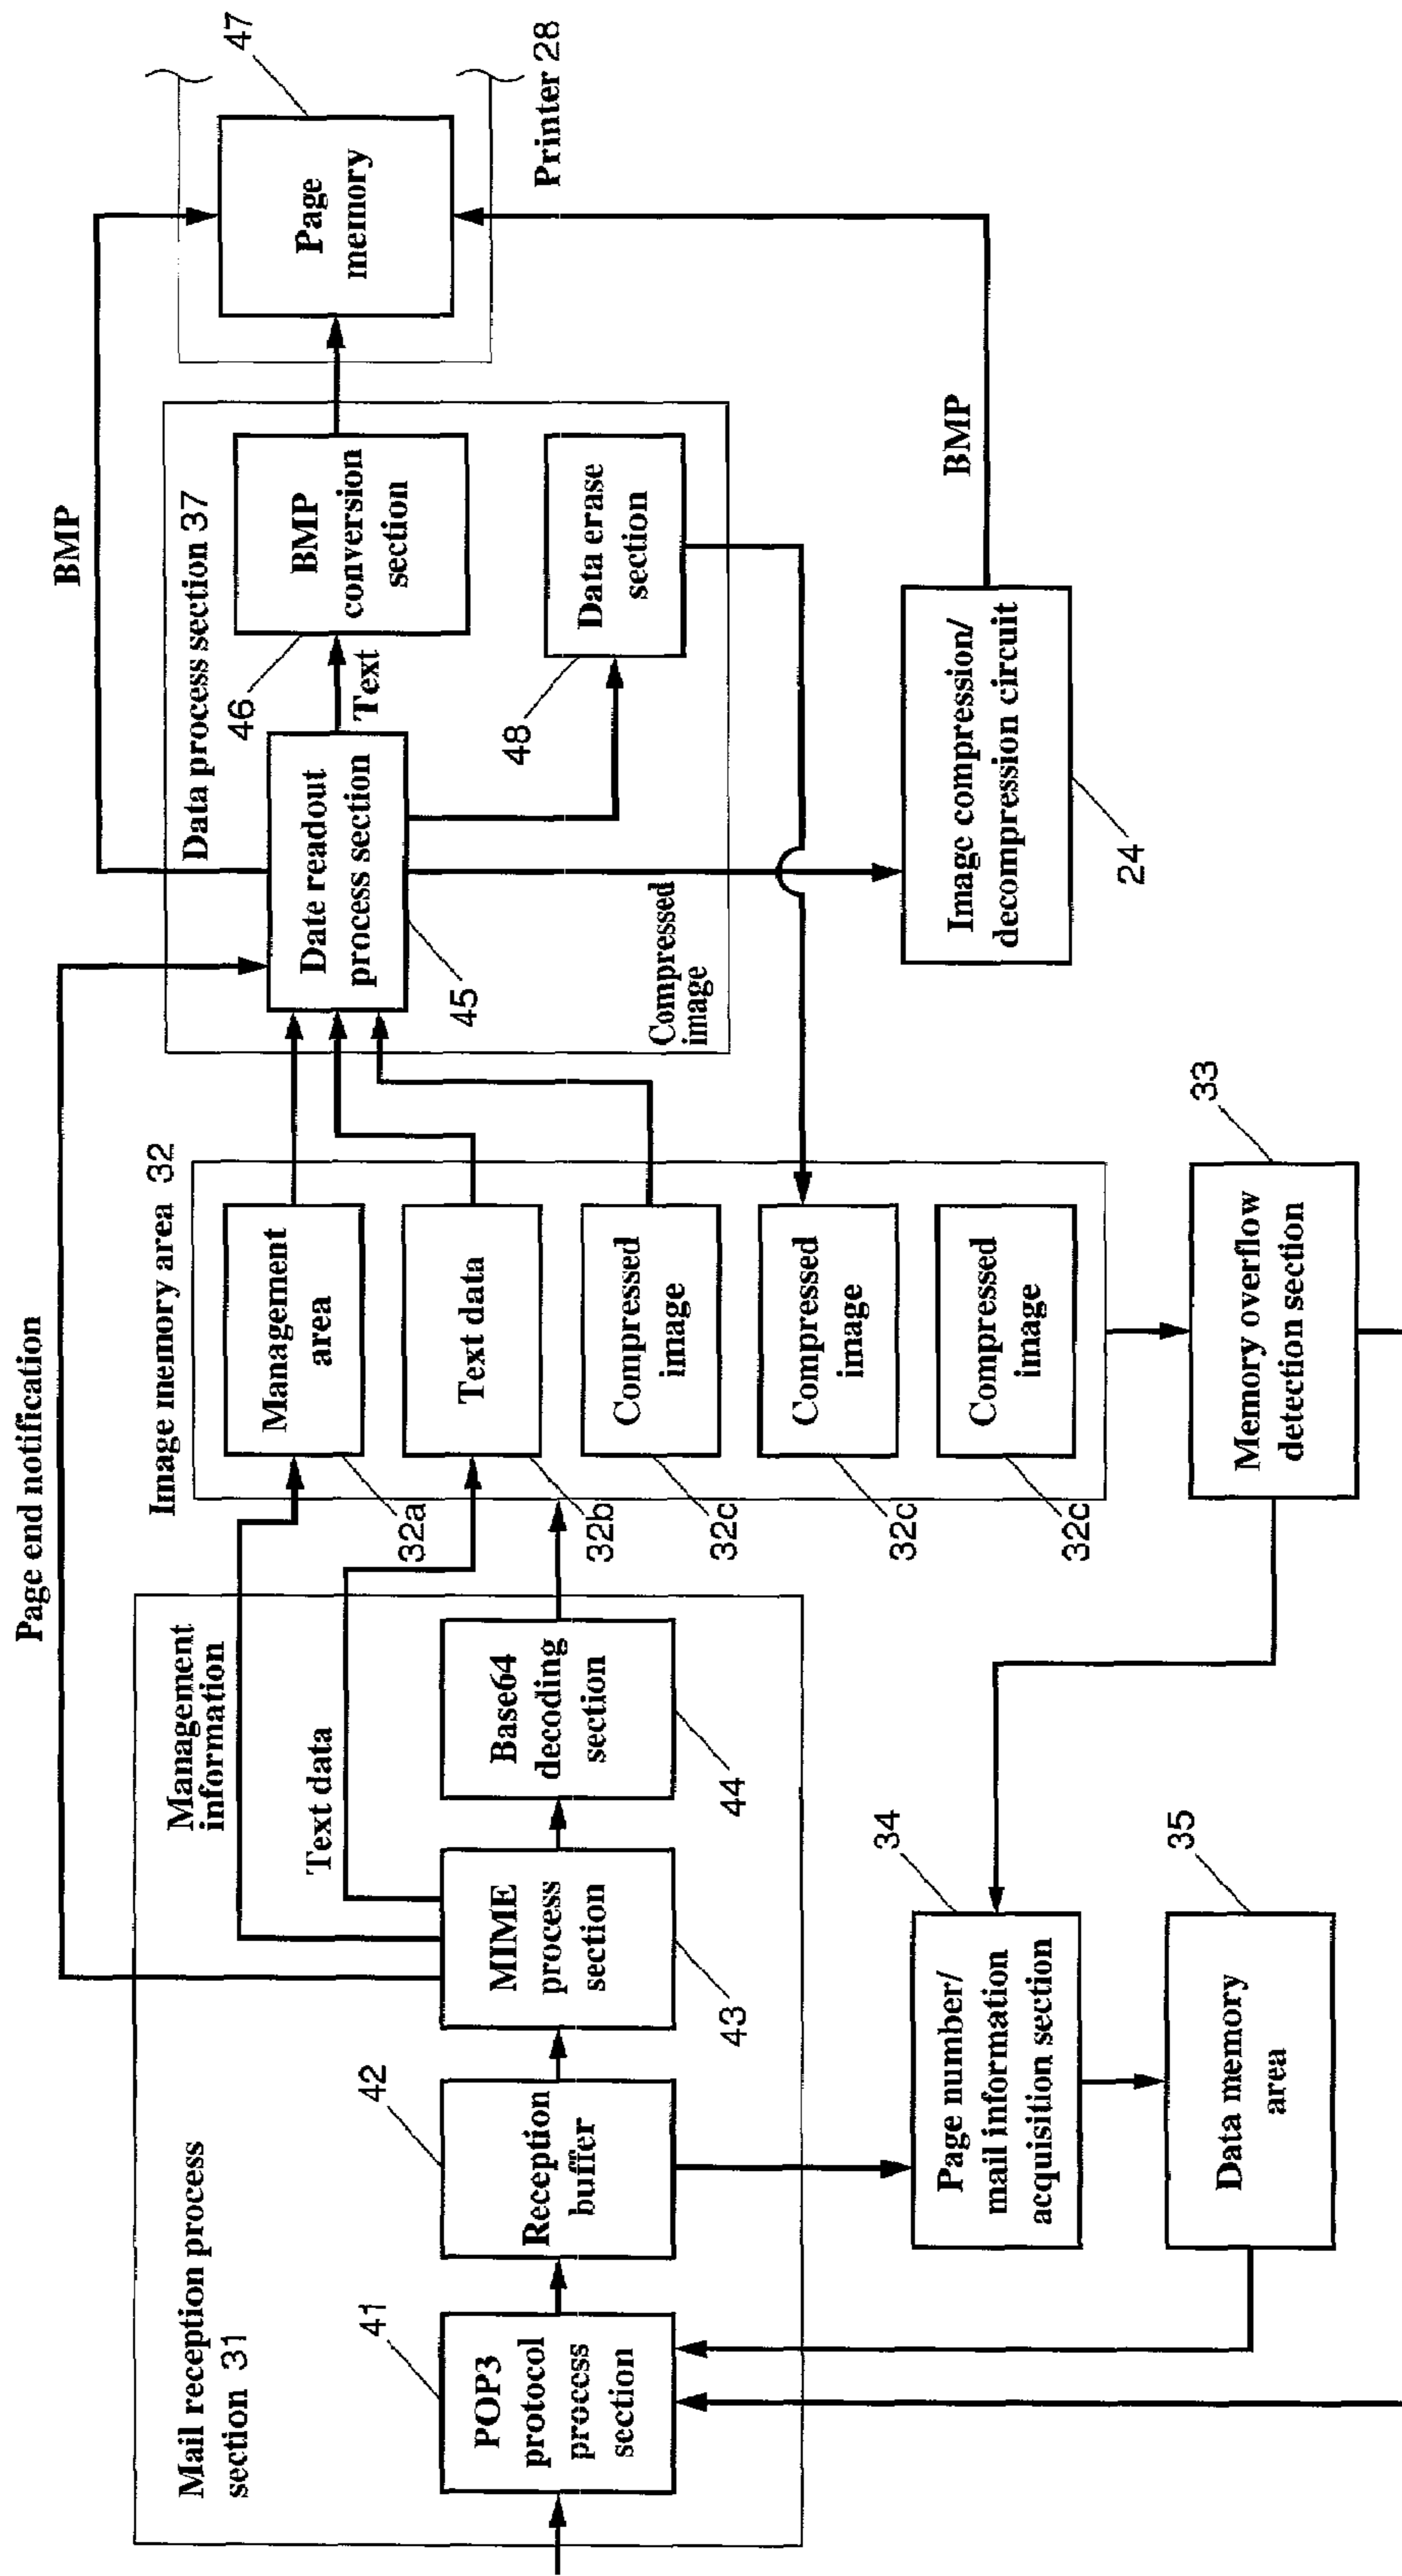 Mail reception process
section 31
POP3
protocol
process
section
41
Reception
buffer
42
MIME
process
section
43
Base64
decoding
section
44
Management
information
Text data
Page end notification
Image memory area 32
Management
area
32a
Text data
32b
Compressed
image
32c
Compressed
image
32c
Compressed
image
32c
Memory overflow
detection section
33
Page number/
mail information
acquisition section
34
Data memory
area
35
Data process section 37
Date readout
process section
45
Text
BMP
conversion
section
46
Data erase
section
48
Compressed
image
Image compression/
decompression circuit
24
BMP
BMP
Page
memory
47
Printer 28